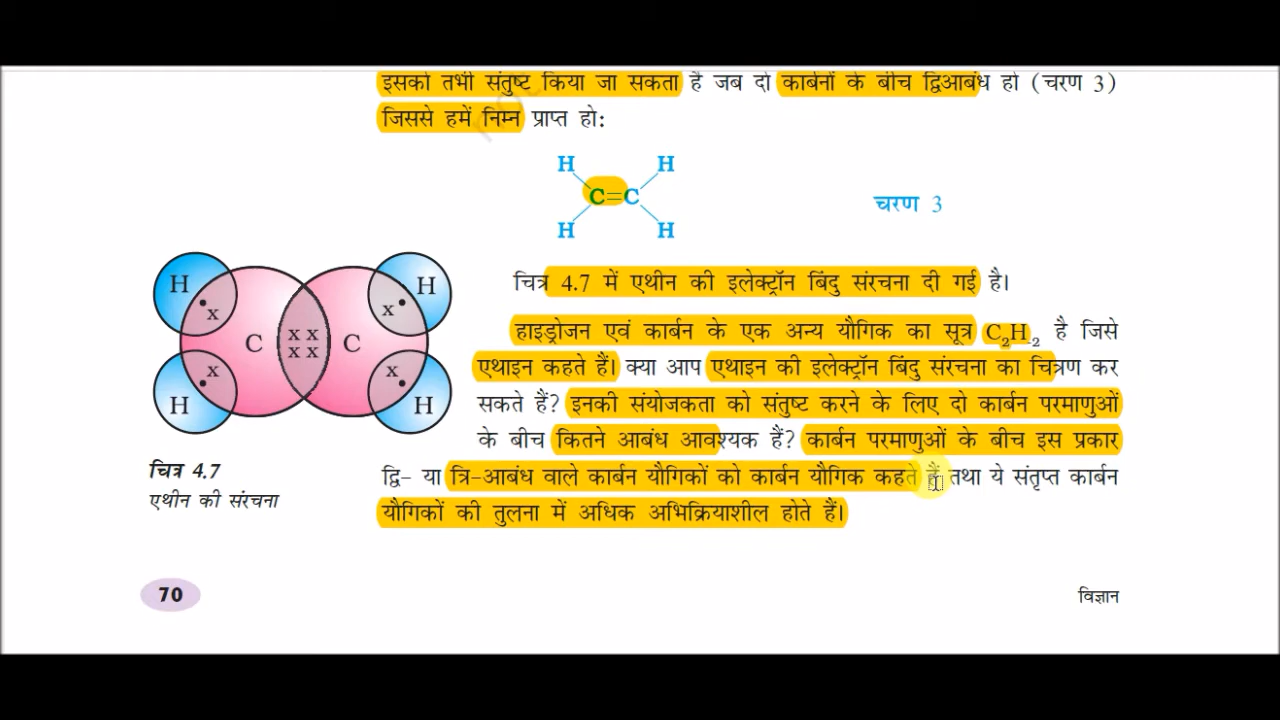 इसको तभी संतुष्ट किया जा सकता है जब दो कार्बनों के बीच द्विआबंध हो (चरण 3)
जिससे हमें निम्न प्राप्त हो:
H H
C=C
चरण 3
H H
चित्र 4.7 में एथीन की इलेक्ट्रॉन बिंदु संरचना दी गई है।
हाइड्रोजन एवं कार्बन के एक अन्य यौगिक का सूत्र C₂H₂ है जिसे
एथाइन कहते हैं। क्या आप एथाइन की इलेक्ट्रॉन बिंदु संरचना का चित्रण कर
सकते हैं? इनकी संयोजकता को संतुष्ट करने के लिए दो कार्बन परमाणुओं
के बीच कितने आबंध आवश्यक हैं? कार्बन परमाणुओं के बीच इस प्रकार
द्वि- या त्रि-आबंध वाले कार्बन यौगिकों को कार्बन यौगिक कहते हैं तथा ये संतृप्त कार्बन
यौगिकों की तुलना में अधिक अभिक्रियाशील होते हैं।
H H
x x
C xx C
xx
x x
H H
चित्र 4.7
एथीन की संरचना
70
विज्ञान